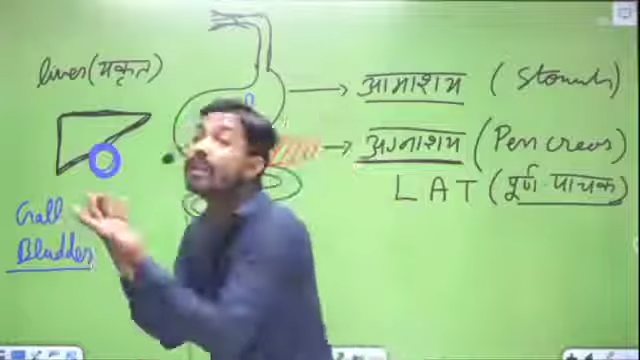 liver (यकृत)
आमाशय (Stomach)
अग्नाशय (Pencreas)
LAT (पूर्ण पाचक)
Gall
Bladder